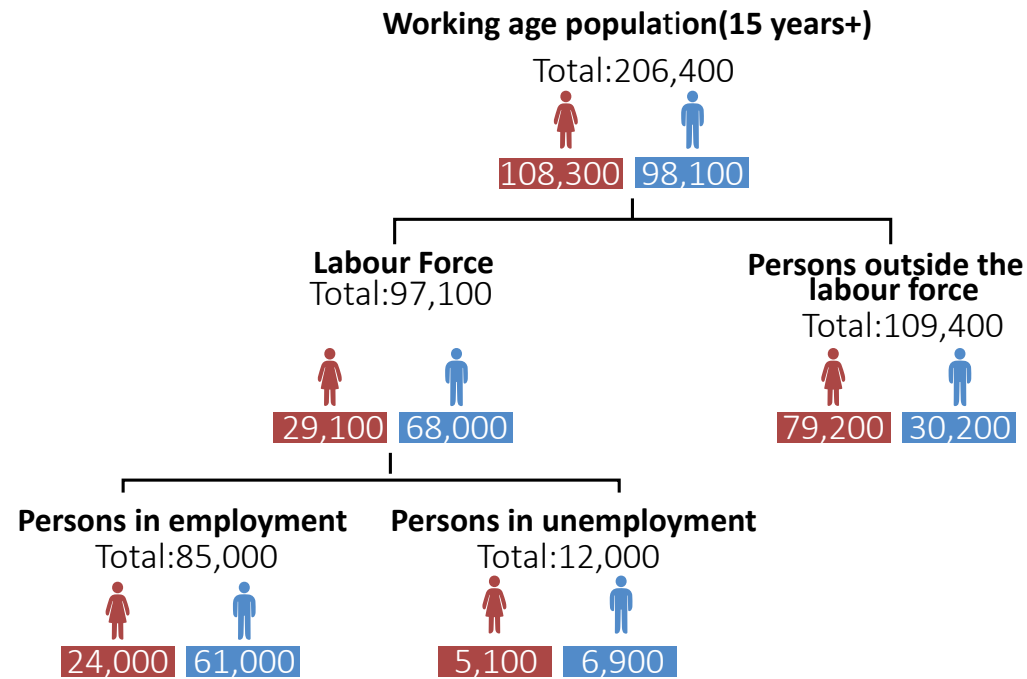 Working age population(15 years+)
Total:206,400
108,300 98,100
Labour Force
Total:97,100
29,100 68,000
Persons outside the
labour force
Total:109,400
79,200 30,200
Persons in employment
Total:85,000
24,000 61,000
Persons in unemployment
Total:12,000
5,100 6,900